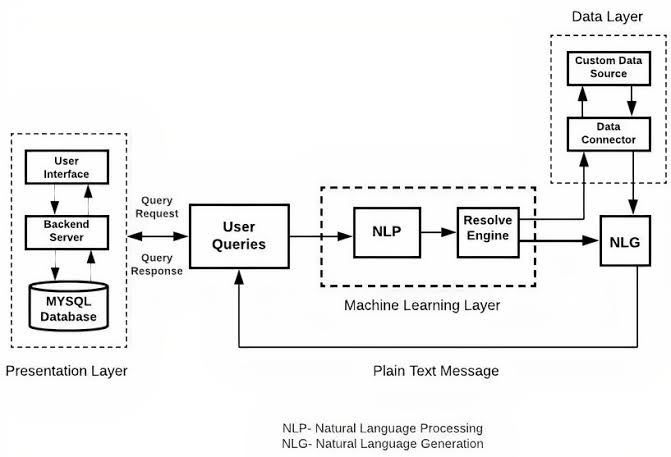 Data Layer
Custom Data
Source
Data
Connector
User
Interface
Backend
Server
MYSQL
Database
Presentation Layer
Query
Request
Query
Response
User
Queries
NLP
Resolve
Engine
Machine Learning Layer
NLG
Plain Text Message
NLP- Natural Language Processing
NLG- Natural Language Generation